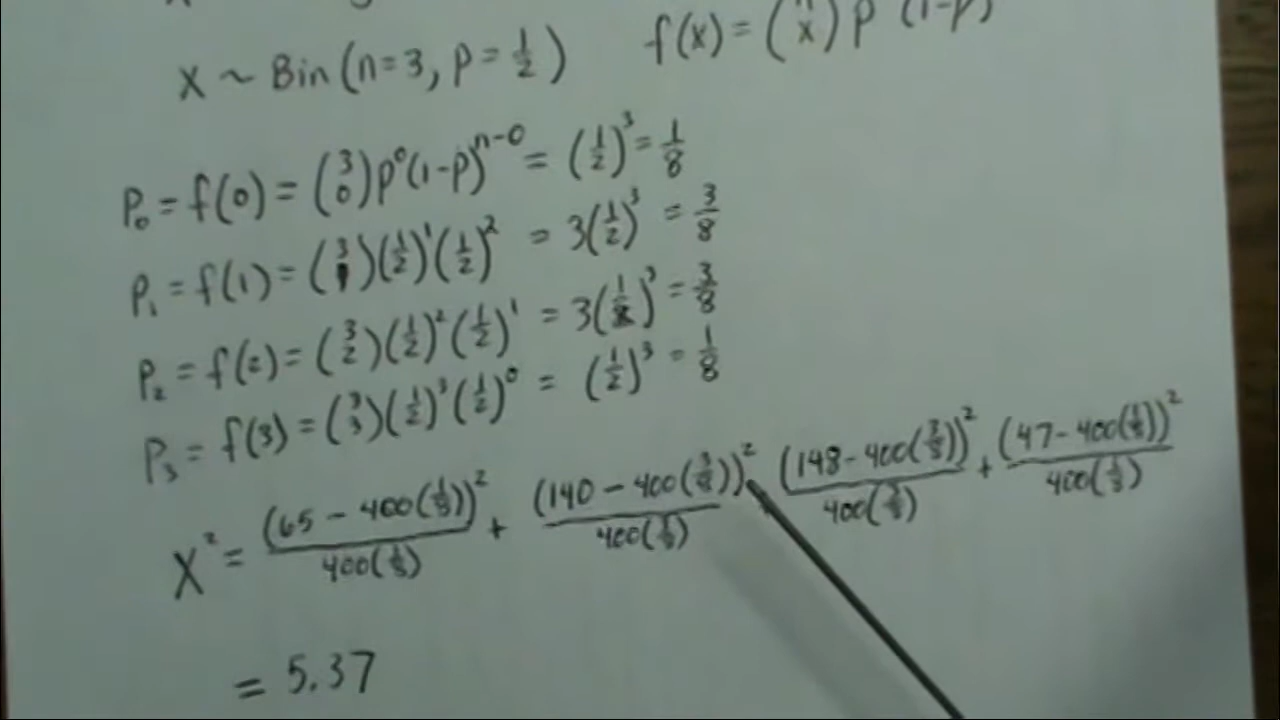 X ~ Bin(n=3, p=1/2) f(x) = (n x) p (1-p)
P₀ = f(0) = (3 0)p⁰(1-p)ⁿ⁻⁰ = (1/2)³ = 1/8
P₁ = f(1) = (3 1)(1/2)¹(1/2)² = 3(1/2)³ = 3/8
P₂ = f(2) = (3 2)(1/2)²(1/2)¹ = 3(1/2)³ = 3/8
P₃ = f(3) = (3 3)(1/2)³(1/2)⁰ = (1/2)³ = 1/8
X² = (65 - 400(1/8))²/400(1/8) + (140 - 400(3/8))²/400(3/8) (148 - 400(3/8))²/400(3/8) + (47 - 400(1/8))²/400(1/8)
= 5.37